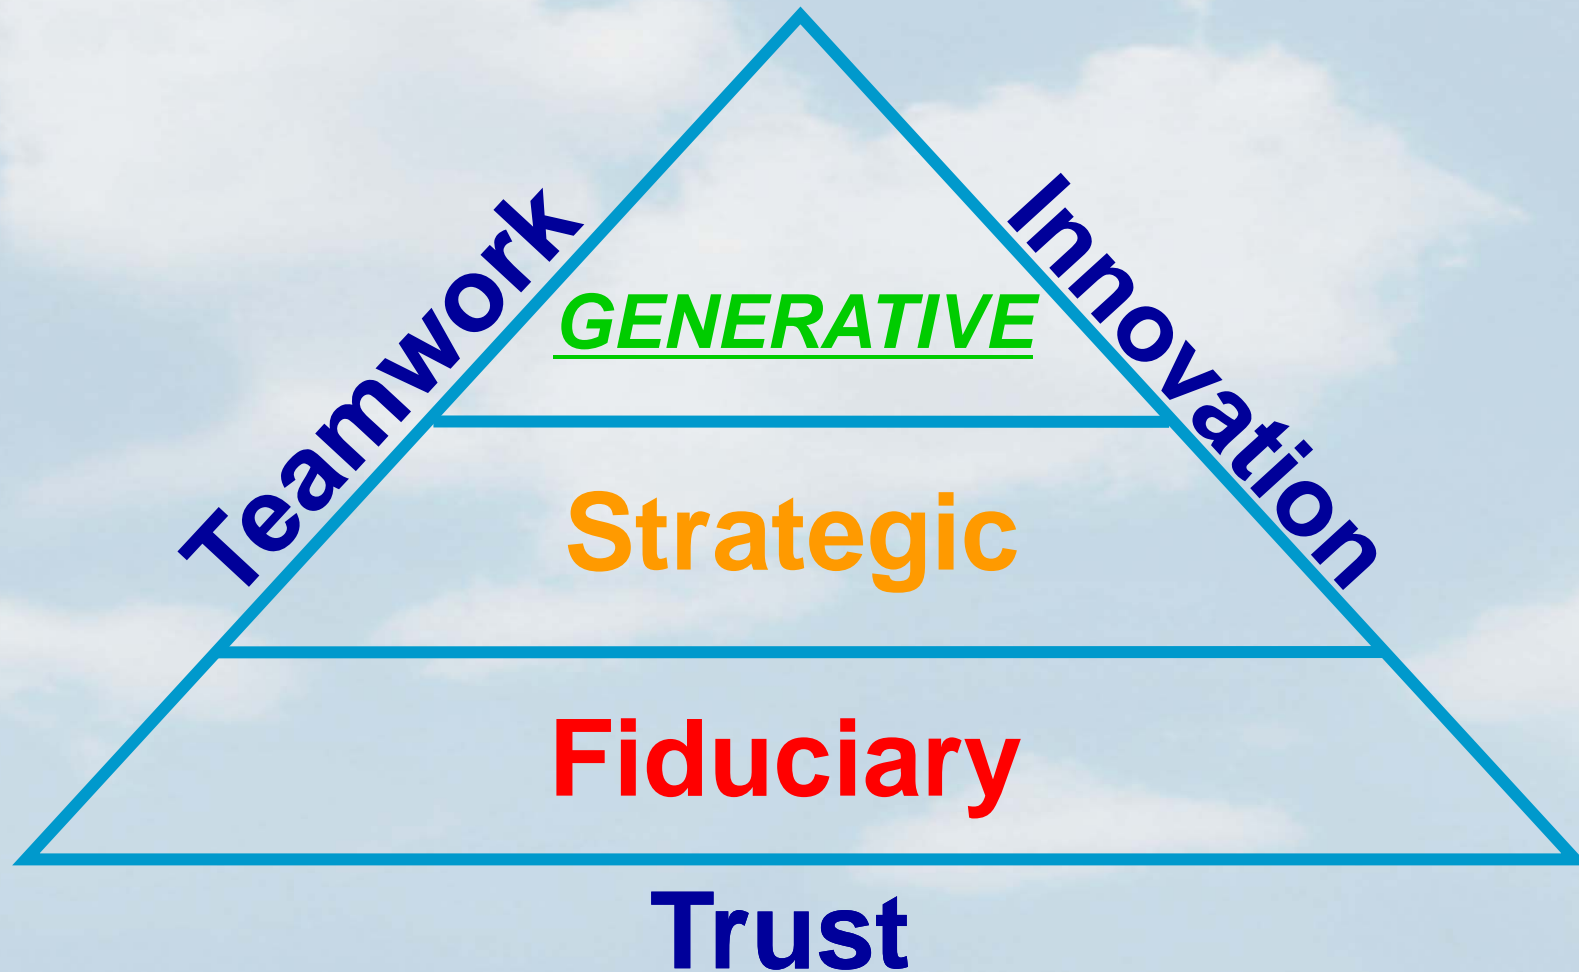 Teamwork
Innovation
GENERATIVE
Strategic
Fiduciary
Trust